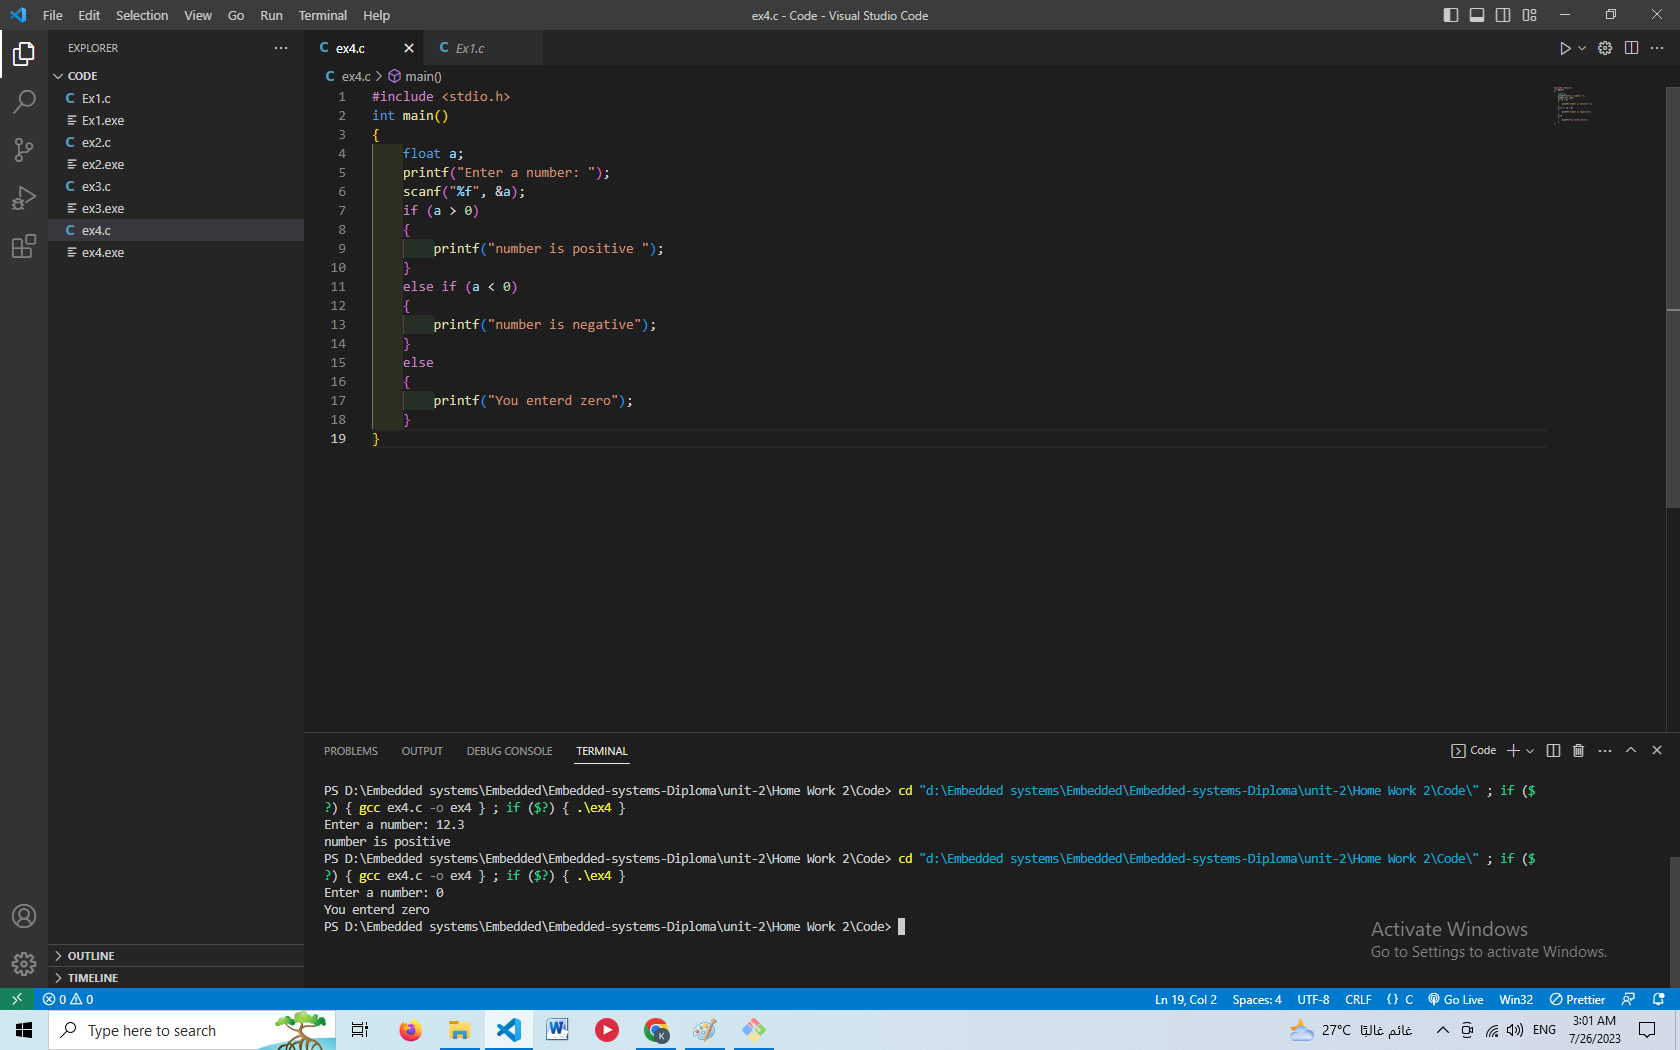 File Edit Selection View Go Run Terminal Help
ex4.c - Code - Visual Studio Code
EXPLORER
CODE
C Ex1.c
Ex1.exe
C ex2.c
ex2.exe
C ex3.c
ex3.exe
C ex4.c
ex4.exe
OUTLINE
TIMELINE
C ex4.c
C Ex1.c
C ex4.c > main()
1 #include <stdio.h>
2 int main()
3 {
4 float a;
5 printf("Enter a number: ");
6 scanf("%f", &a);
7 if (a > 0)
8 {
9 printf("number is positive ");
10 }
11 else if (a < 0)
12 {
13 printf("number is negative");
14 }
15 else
16 {
17 printf("You enterd zero");
18 }
19 }
PROBLEMS OUTPUT DEBUG CONSOLE TERMINAL
Code
PS D:\Embedded systems\Embedded\Embedded-systems-Diploma\unit-2\Home Work 2\Code> cd "d:\Embedded systems\Embedded\Embedded-systems-Diploma\unit-2\Home Work 2\Code\" ; if ($
?) { gcc ex4.c -o ex4 } ; if ($?) { .\ex4 }
Enter a number: 12.3
number is positive
PS D:\Embedded systems\Embedded\Embedded-systems-Diploma\unit-2\Home Work 2\Code> cd "d:\Embedded systems\Embedded\Embedded-systems-Diploma\unit-2\Home Work 2\Code\" ; if ($
?) { gcc ex4.c -o ex4 } ; if ($?) { .\ex4 }
Enter a number: 0
You enterd zero
PS D:\Embedded systems\Embedded\Embedded-systems-Diploma\unit-2\Home Work 2\Code>
Activate Windows
Go to Settings to activate Windows.
0 0
Ln 19, Col 2 Spaces: 4 UTF-8 CRLF {} C Go Live Win32 Prettier
Type here to search
27°C غائم غالبًا
ENG
3:01 AM
7/26/2023